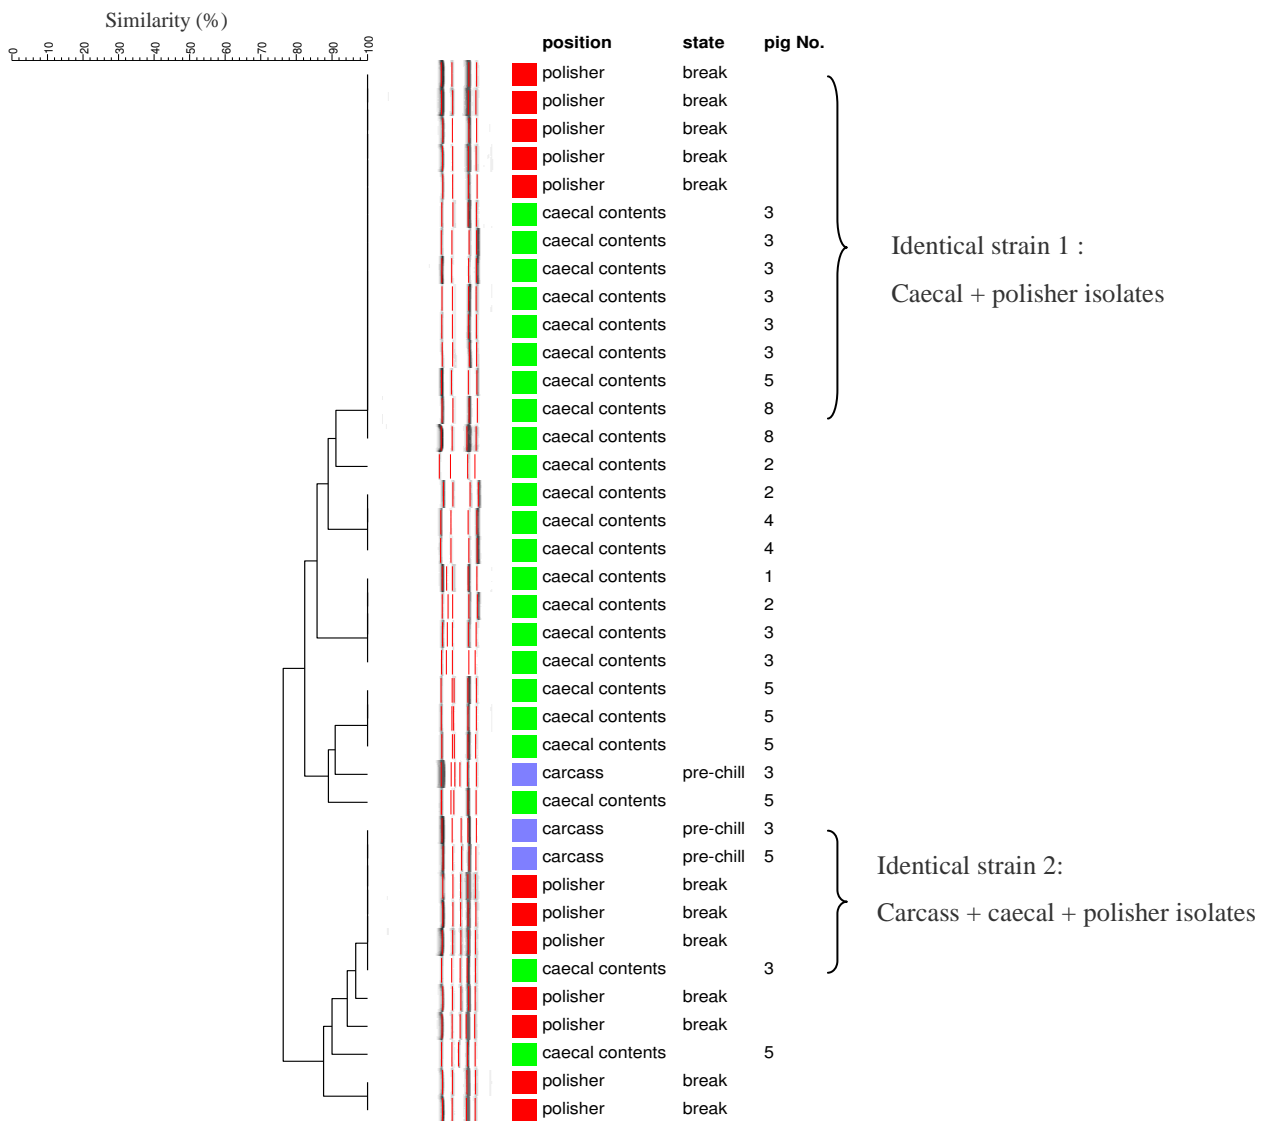 Similarity (%)
0 10 20 30 40 50 60 70 80 90 100
position state pig No.
polisher break
polisher break
polisher break
polisher break
polisher break
caecal contents 3
caecal contents 3
caecal contents 3
caecal contents 3
caecal contents 3
caecal contents 3
caecal contents 5
caecal contents 8
caecal contents 8
caecal contents 2
caecal contents 2
caecal contents 4
caecal contents 4
caecal contents 1
caecal contents 2
caecal contents 3
caecal contents 3
caecal contents 5
caecal contents 5
caecal contents 5
carcass pre-chill 3
caecal contents 5
carcass pre-chill 3
carcass pre-chill 5
polisher break
polisher break
polisher break
caecal contents 3
polisher break
polisher break
caecal contents 5
polisher break
polisher break
Identical strain 1 :
Caecal + polisher isolates
Identical strain 2:
Carcass + caecal + polisher isolates